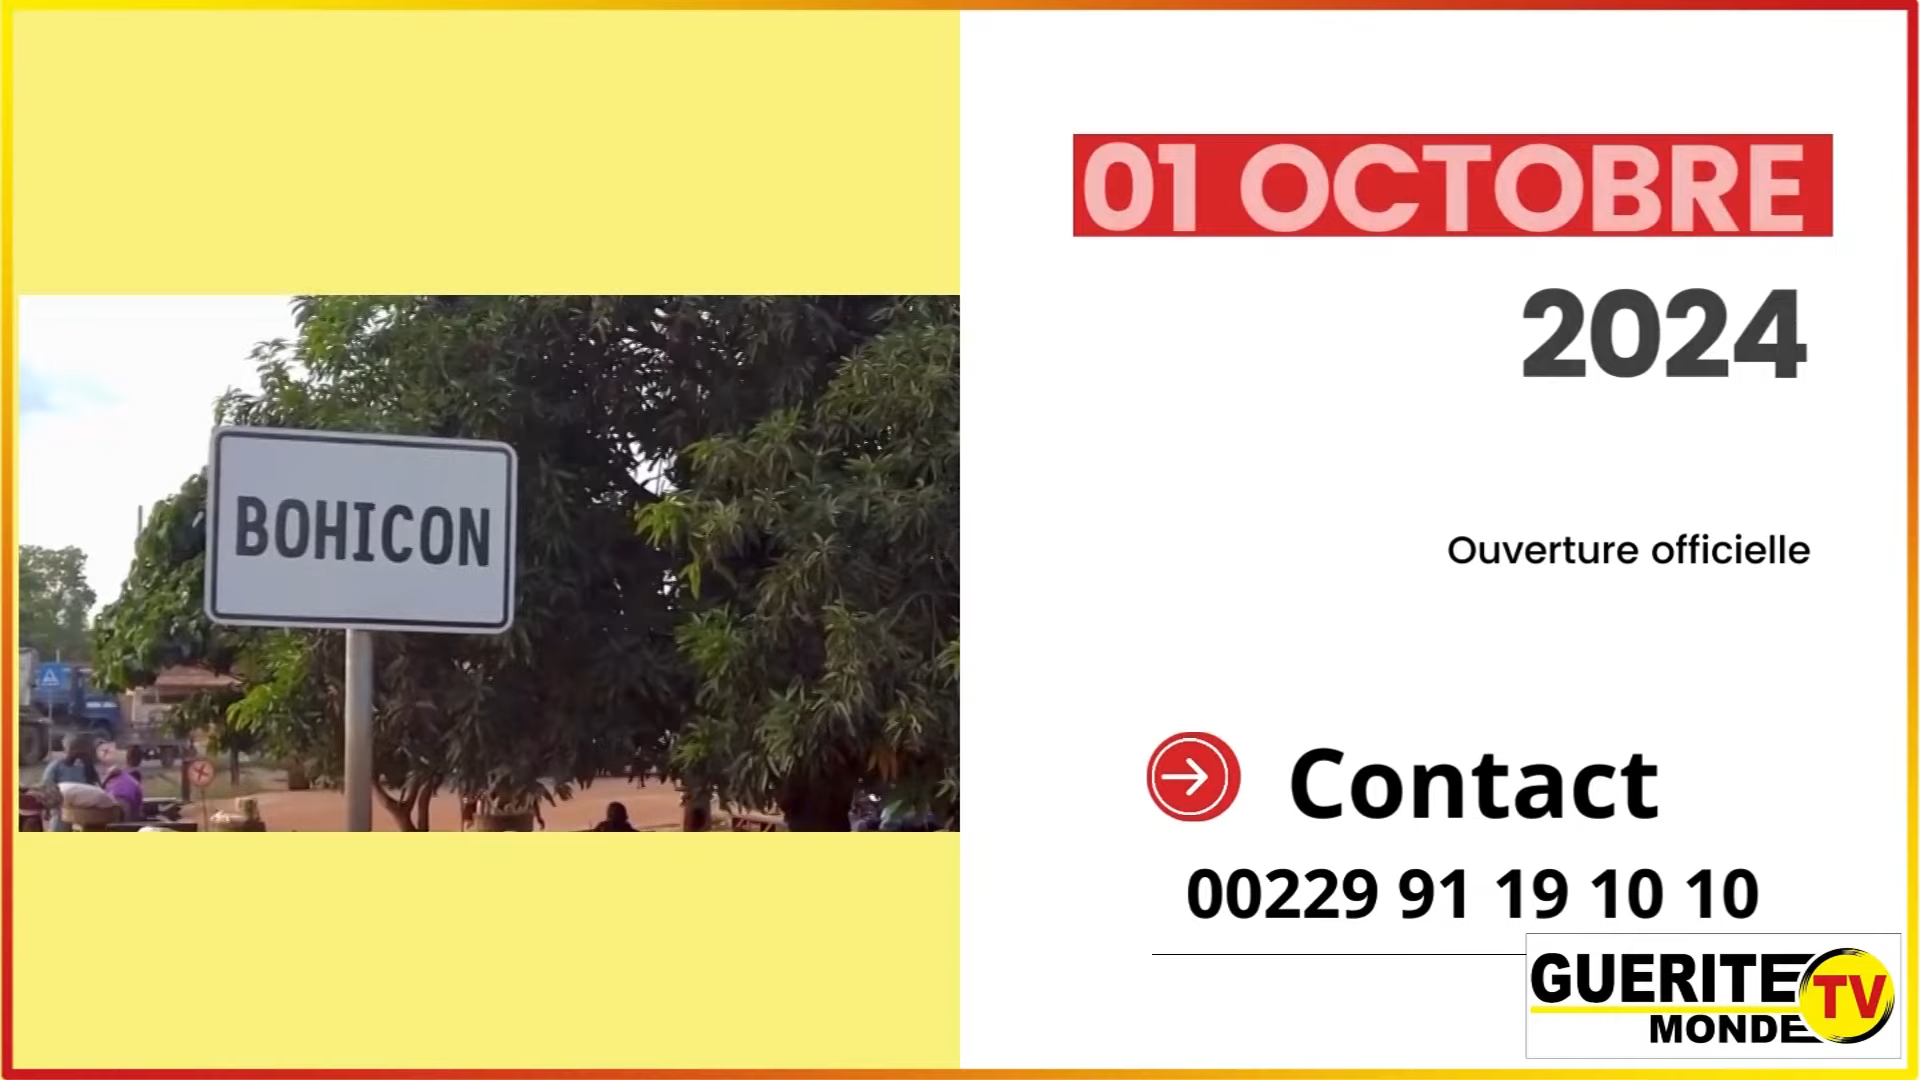 BOHICON
01 OCTOBRE
2024
Ouverture officielle
Contact
00229 91 19 10 10
GUERITE TV
MONDE